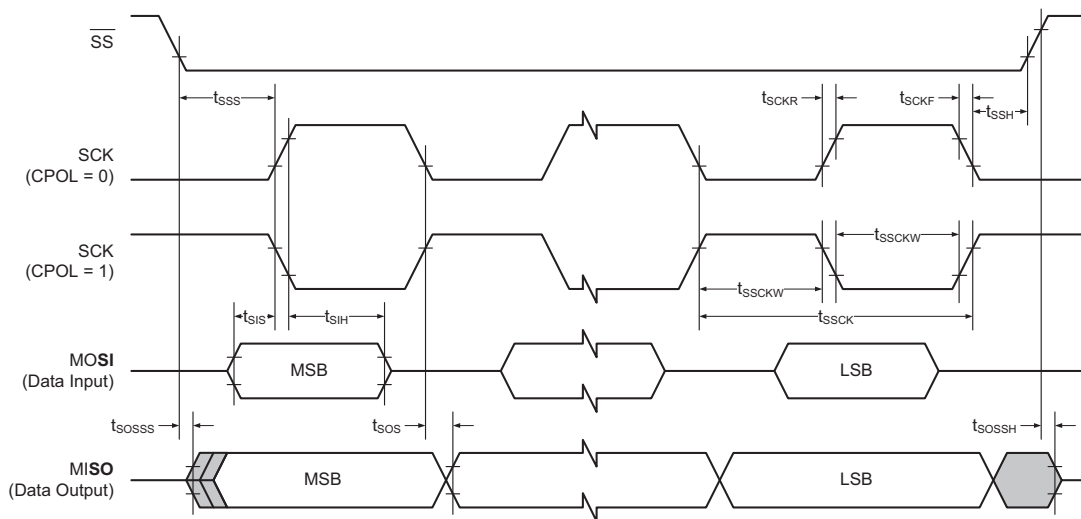 SS
tSSS
tSCKR
tSCKF
tSSH
SCK
(CPOL = 0)
SCK
(CPOL = 1)
tSSCKW
tSSCKW
tSSCK
tSIS
tSIH
MOSI
(Data Input)
MSB
LSB
tSOSSS
tSOS
tSOSSH
MISO
(Data Output)
MSB
LSB